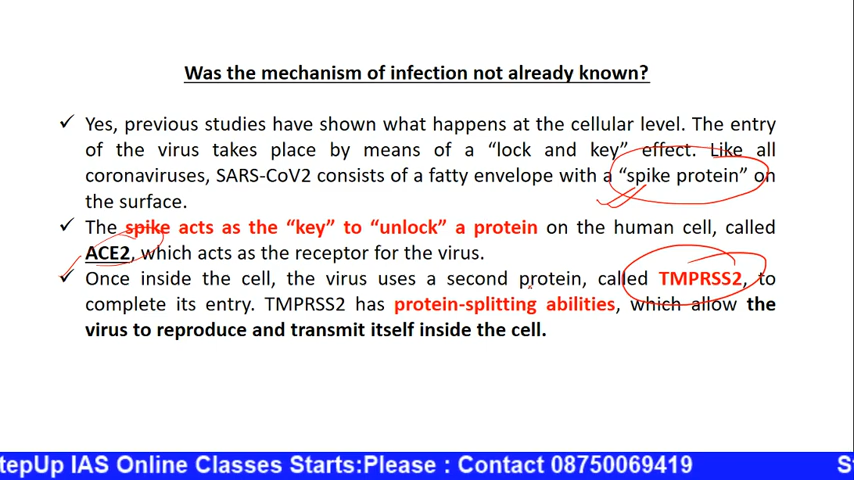 Was the mechanism of infection not already known?
✓ Yes, previous studies have shown what happens at the cellular level. The entry
of the virus takes place by means of a “lock and key” effect. Like all
coronaviruses, SARS-CoV2 consists of a fatty envelope with a “spike protein” on
the surface.
✓ The spike acts as the “key” to “unlock” a protein on the human cell, called
ACE2, which acts as the receptor for the virus.
✓ Once inside the cell, the virus uses a second protein, called TMPRSS2, to
complete its entry. TMPRSS2 has protein-splitting abilities, which allow the
virus to reproduce and transmit itself inside the cell.
tepUp IAS Online Classes Starts:Please : Contact 08750069419 S